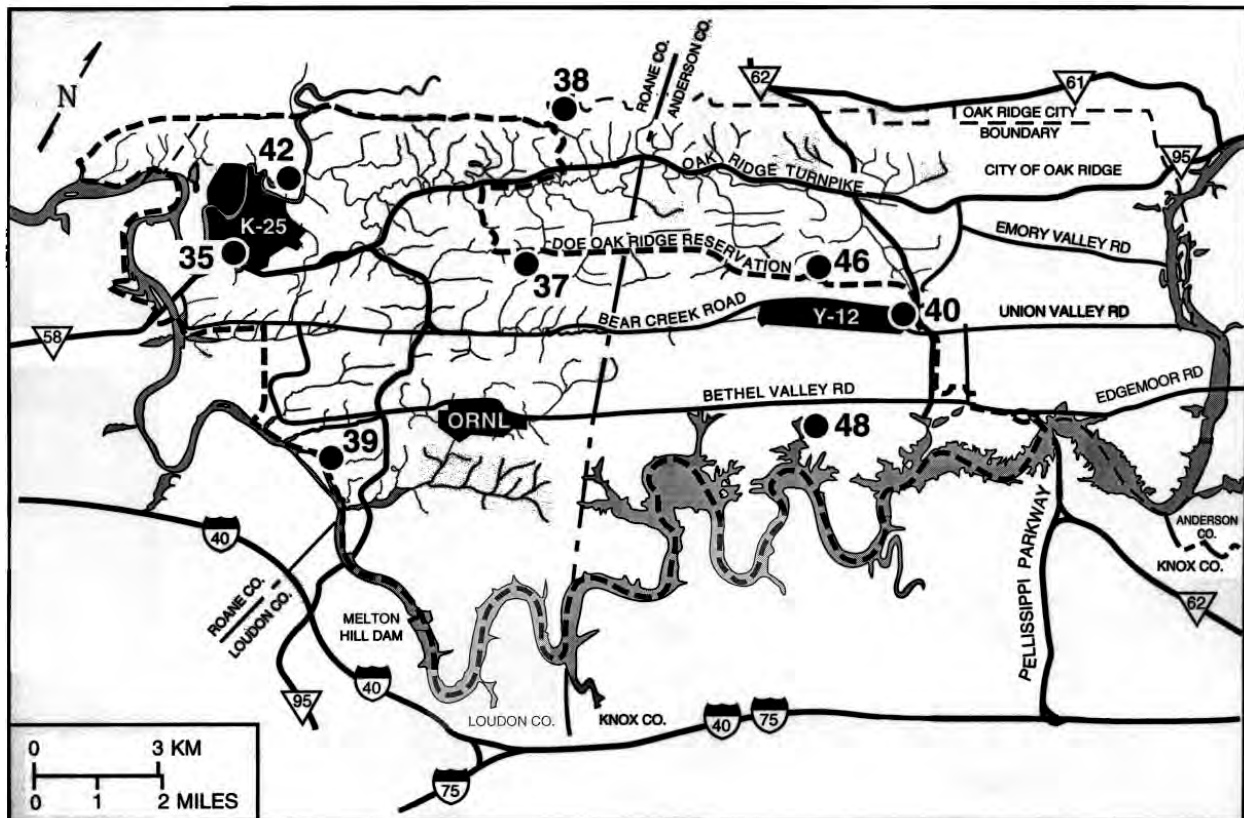 N
ROANE CO.
ANDERSON CO.
62
61
38
OAK RIDGE CITY
BOUNDARY
42
OAK RIDGE TURNPIKE
CITY OF OAK RIDGE
95
K-25
35
EMORY VALLEY RD
DOE OAK RIDGE RESERVATION
37
46
58
BEAR CREEK ROAD
Y-12
40
UNION VALLEY RD
BETHEL VALLEY RD
EDGEMOOR RD
39
ORNL
48
40
ROANE CO.
LOUDON CO.
PELLISSIPPI PARKWAY
ANDERSON
CO.
KNOX CO.
62
MELTON
HILL DAM
95
40
LOUDON CO.
KNOX CO.
40
75
75
0 3 KM
0 1 2 MILES